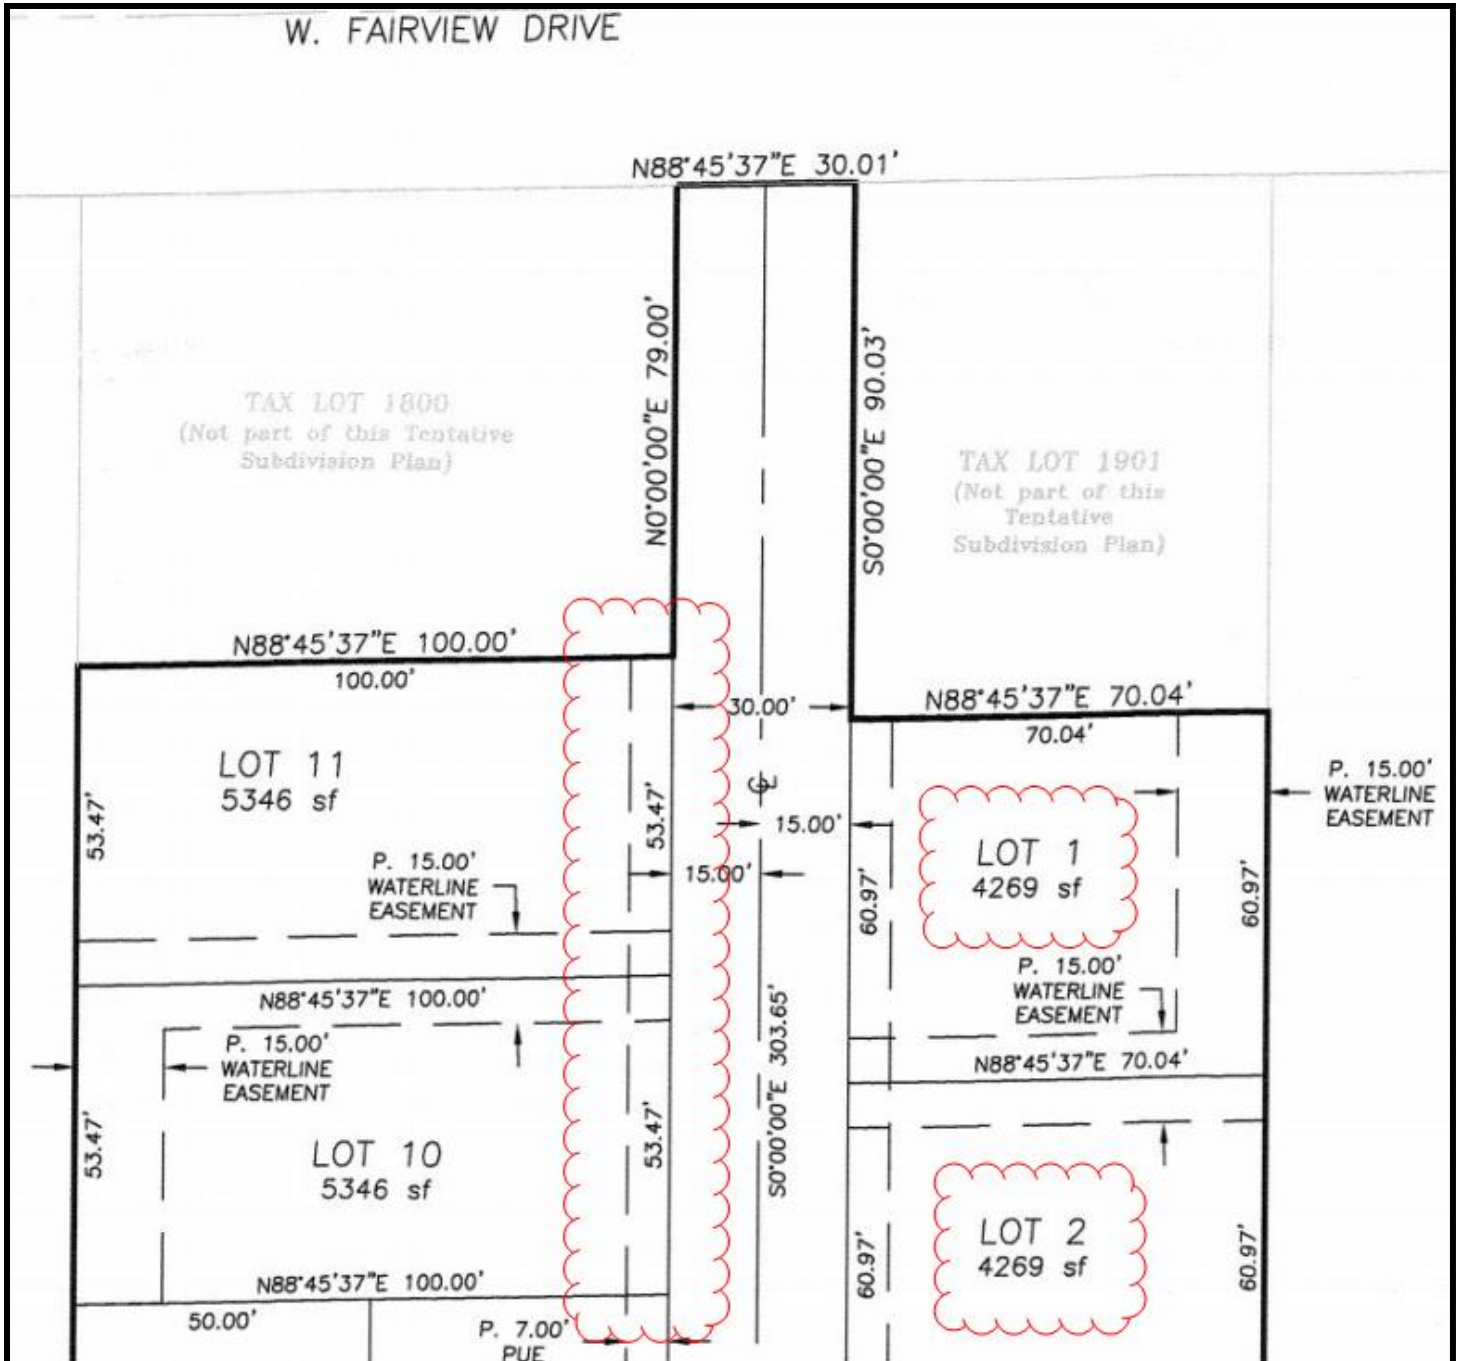 W. FAIRVIEW DRIVE
N88°45'37"E 30.01'
N0°00'00"E 79.00'
S0°00'00"E 90.03'
TAX LOT 1800
(Not part of this Tentative
Subdivision Plan)
TAX LOT 1901
(Not part of this
Tentative
Subdivision Plan)
N88°45'37"E 100.00'
100.00'
30.00'
N88°45'37"E 70.04'
70.04'
LOT 11
5346 sf
53.47'
53.47'
℄
15.00'
15.00'
P. 15.00'
WATERLINE
EASEMENT
LOT 1
4269 sf
60.97'
60.97'
P. 15.00'
WATERLINE
EASEMENT
P. 15.00'
WATERLINE
EASEMENT
N88°45'37"E 100.00'
S0°00'00"E 303.65'
N88°45'37"E 70.04'
P. 15.00'
WATERLINE
EASEMENT
53.47'
53.47'
LOT 10
5346 sf
LOT 2
4269 sf
60.97'
60.97'
N88°45'37"E 100.00'
50.00'
P. 7.00'
PUE